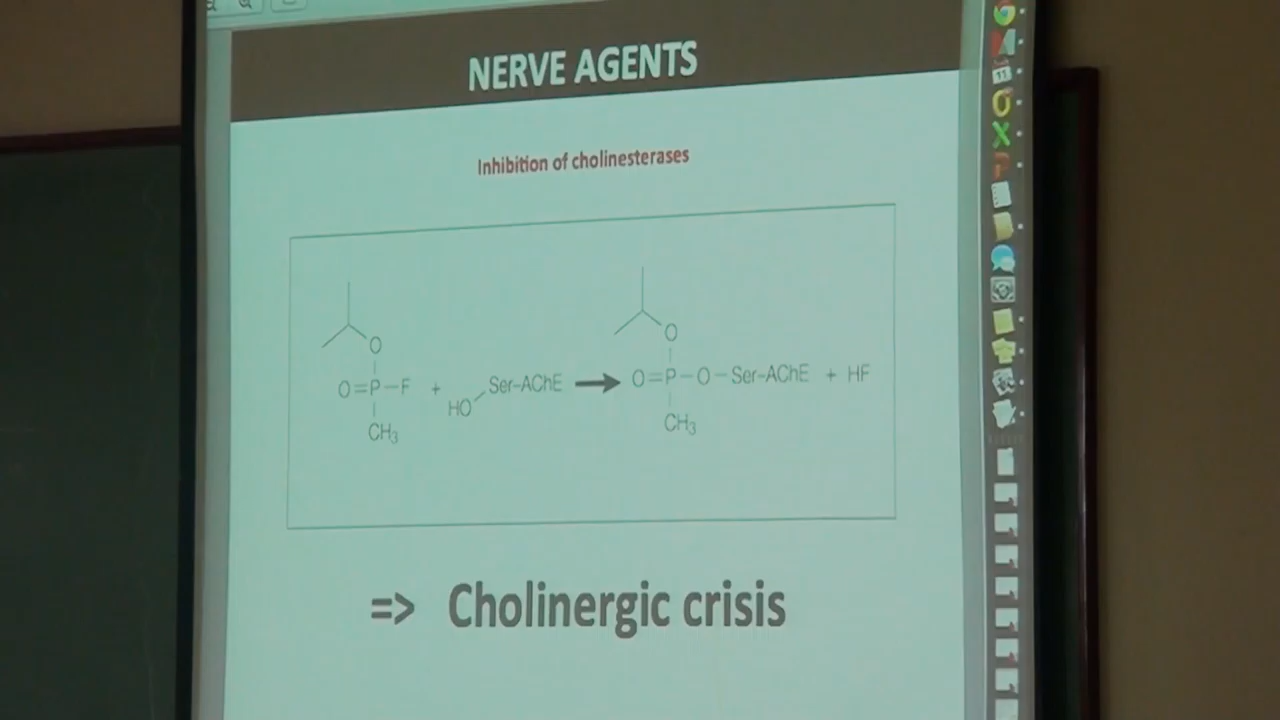 NERVE AGENTS
Inhibition of cholinesterases
O
O=P-F + HO Ser-AChE
CH₃
O
O=P-O-Ser-AChE + HF
CH₃
=> Cholinergic crisis